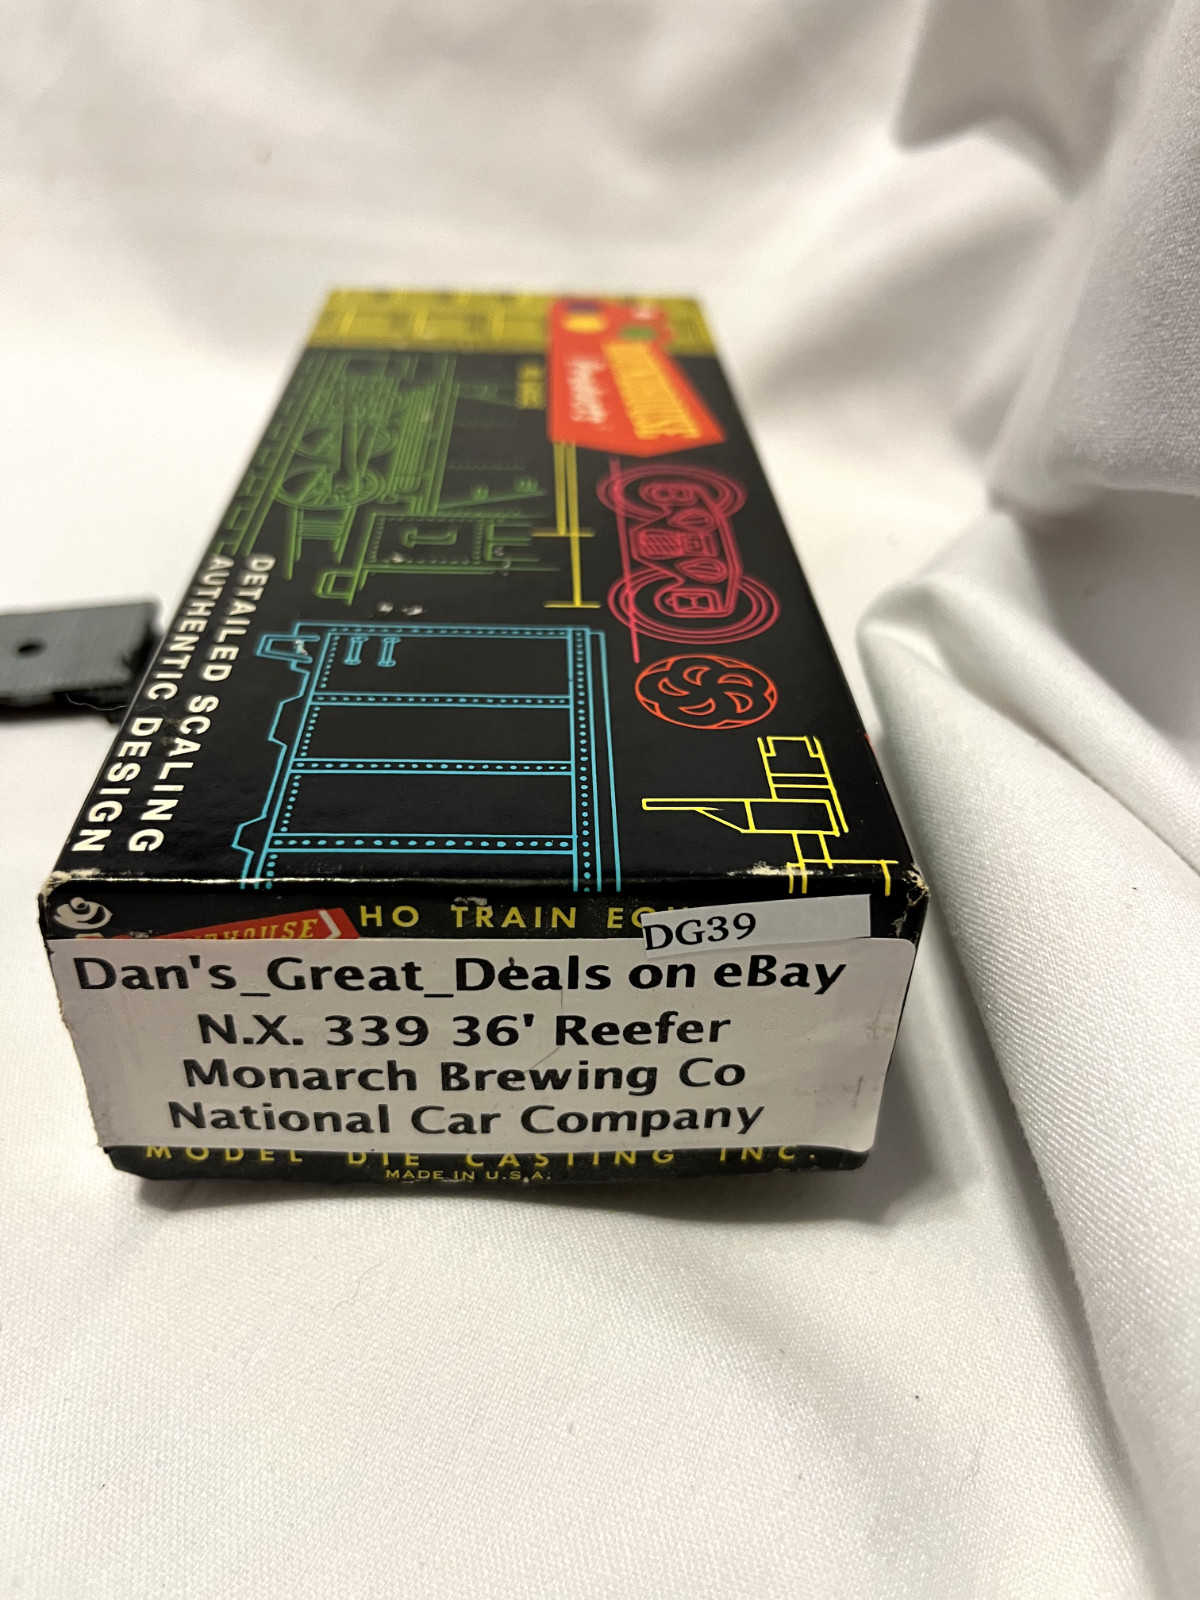 Products
DETAILED SCALING
AUTHENTIC DESIGN
HO TRAIN
DG39
Dan's_Great_Deals on eBay
N.X. 339 36' Reefer
Monarch Brewing Co
National Car Company
MODEL DIE CASTING INC.
MADE IN U.S.A.